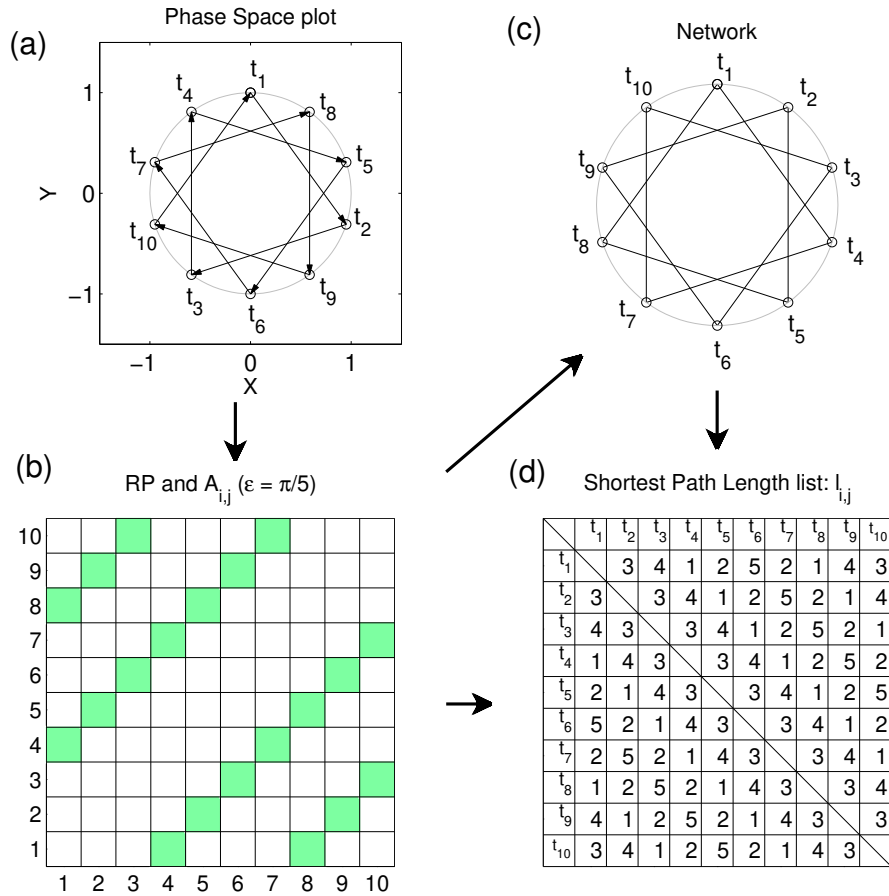 (a)
Phase Space plot
t1
t8
t5
t2
t9
t6
t3
t10
t7
t4
Y
1
0
−1
−1 0 1
X
(c)
Network
t1
t2
t3
t4
t5
t6
t7
t8
t9
t10
(b)
RP and Ai,j (ε = π/5)
10
9
8
7
6
5
4
3
2
1
1 2 3 4 5 6 7 8 9 10
(d)
Shortest Path Length list: li,j
t1 t2 t3 t4 t5 t6 t7 t8 t9 t10
t1 3 4 1 2 5 2 1 4 3
t2 3 3 4 1 2 5 2 1 4
t3 4 3 3 4 1 2 5 2 1
t4 1 4 3 3 4 1 2 5 2
t5 2 1 4 3 3 4 1 2 5
t6 5 2 1 4 3 3 4 1 2
t7 2 5 2 1 4 3 3 4 1
t8 1 2 5 2 1 4 3 3 4
t9 4 1 2 5 2 1 4 3 3
t10 3 4 1 2 5 2 1 4 3